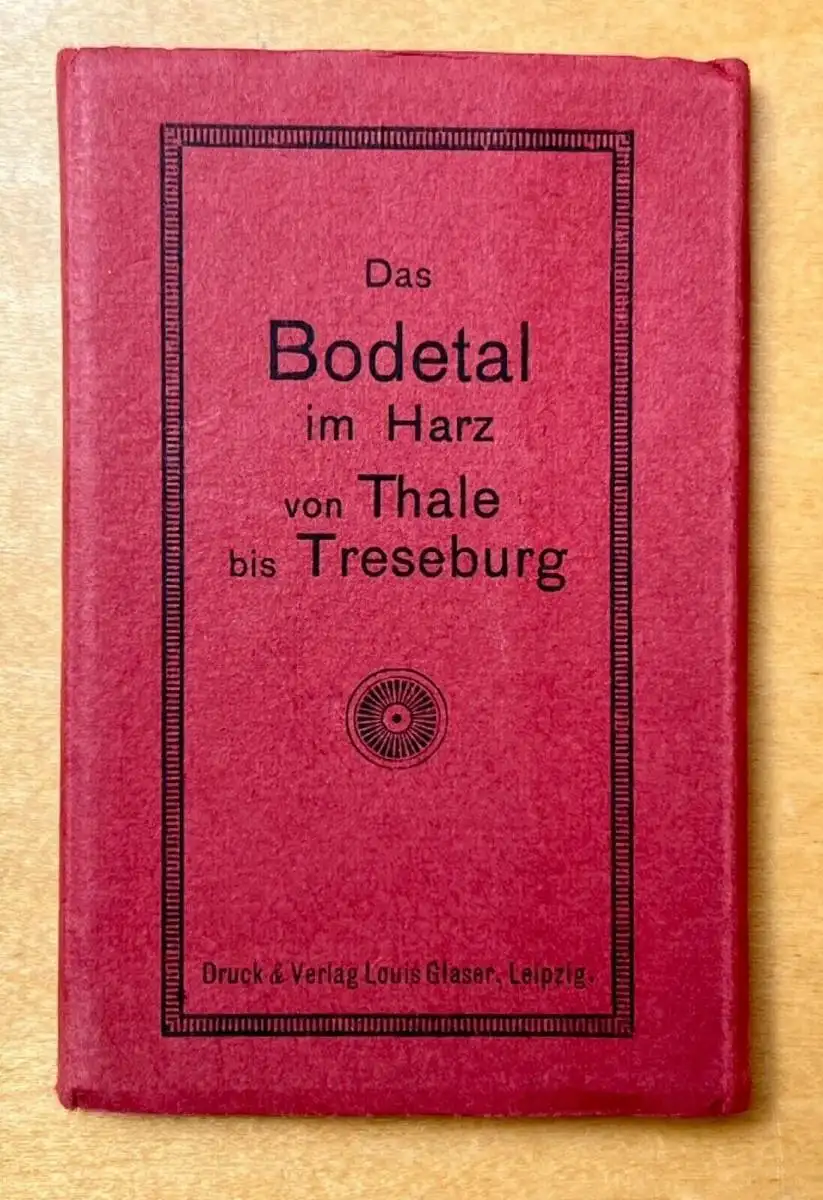 Das
Bodetal
im Harz
von Thale
bis Treseburg
Druck & Verlag Louis Glaser, Leipzig.